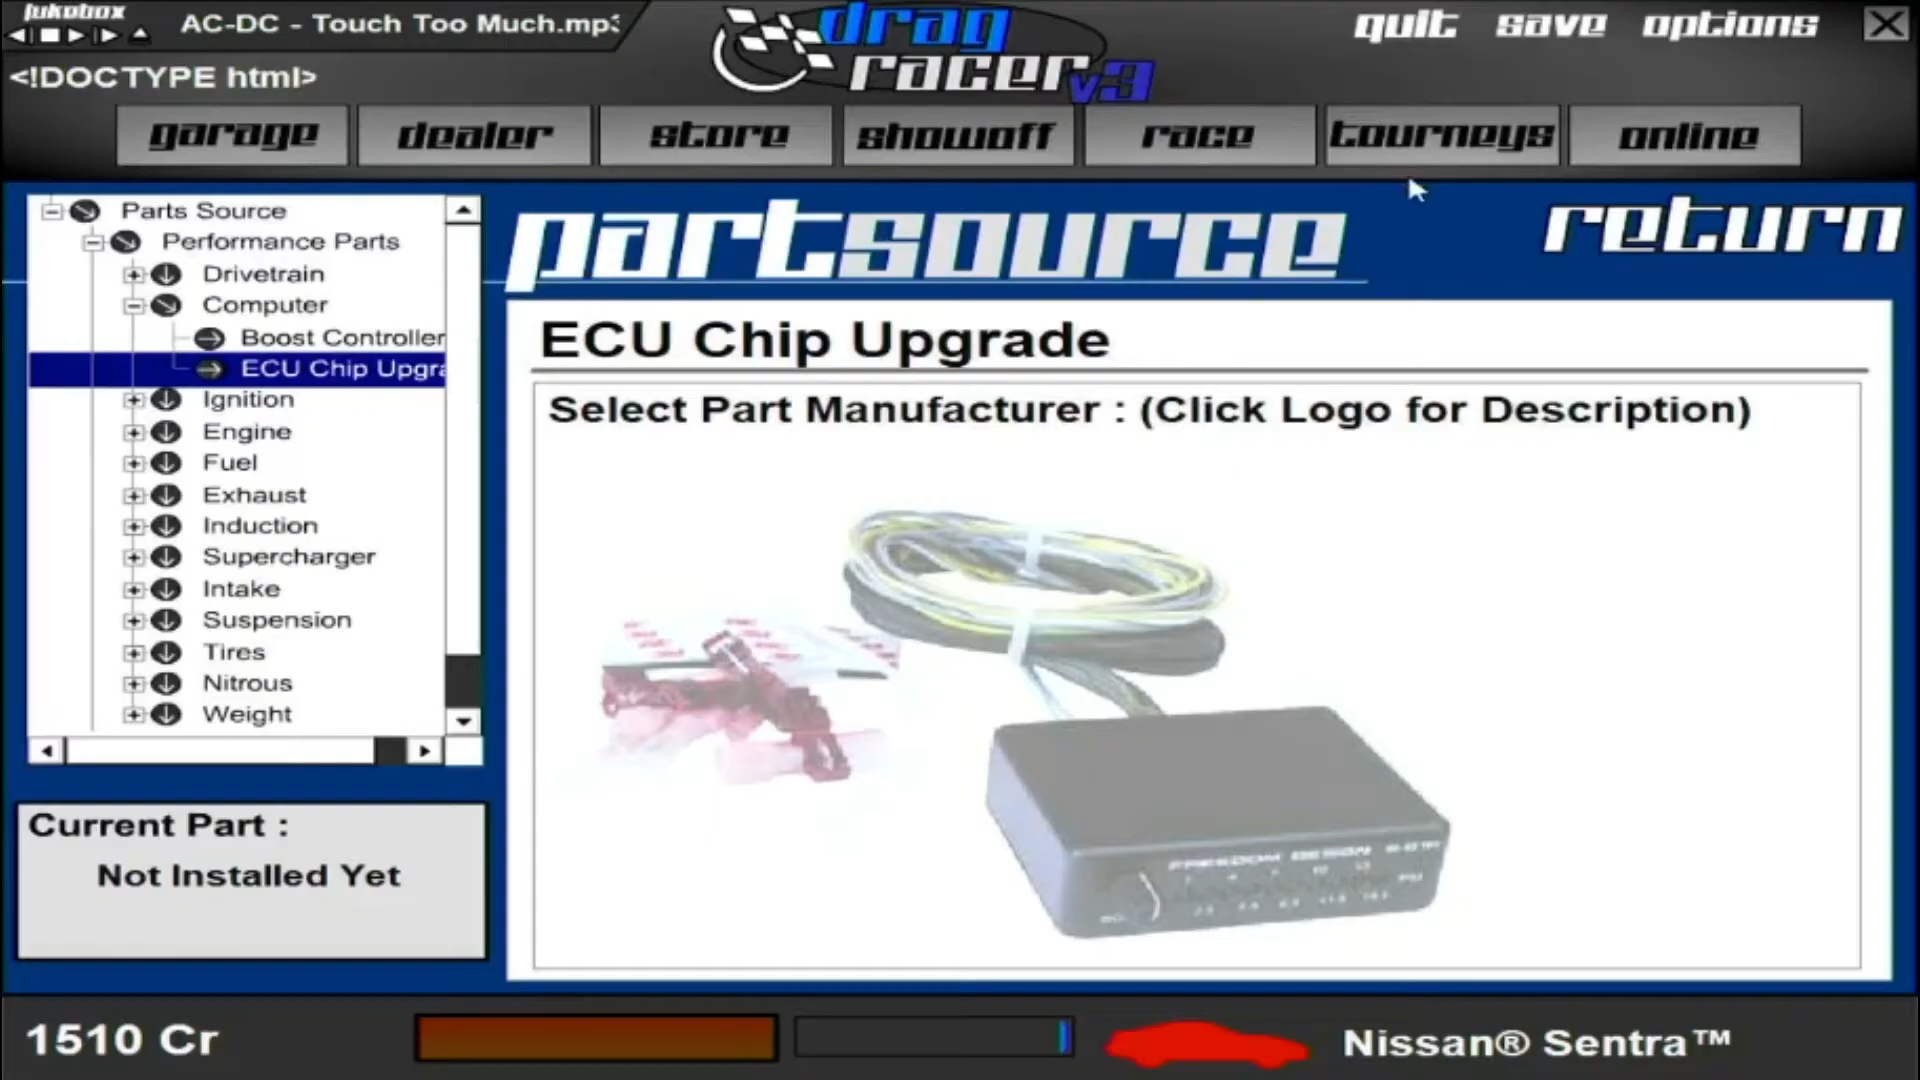 jukebox
AC-DC - Touch Too Much.mp3
<!DOCTYPE html>
drag
racer v3
quit save options
garage dealer store showoff race tourneys online
Parts Source
Performance Parts
Drivetrain
Computer
Boost Controller
ECU Chip Upgra
Ignition
Engine
Fuel
Exhaust
Induction
Supercharger
Intake
Suspension
Tires
Nitrous
Weight
partsource
return
ECU Chip Upgrade
Select Part Manufacturer : (Click Logo for Description)
FREEDOM DESIGN
PSI
Current Part :
Not Installed Yet
1510 Cr
Nissan® Sentra™